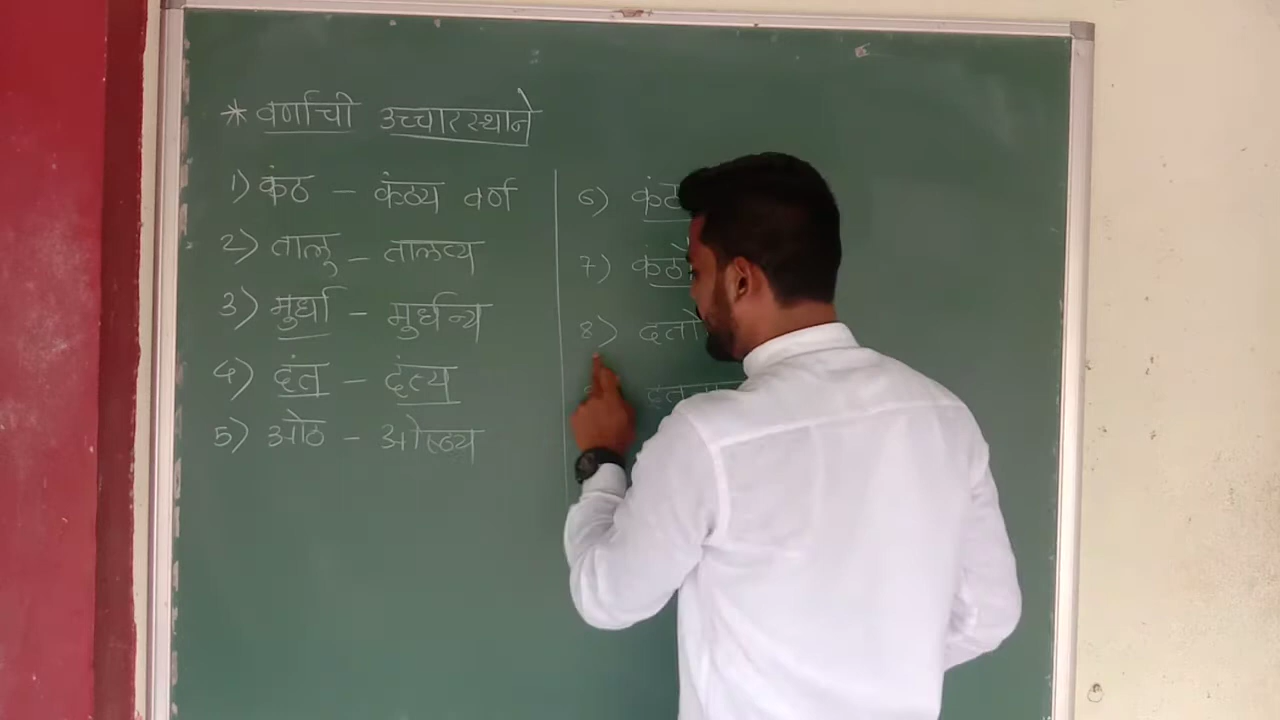 * वर्णाची उच्चारस्थाने
1) कंठ – कंठ्य वर्ण
2) तालु – तालव्य
3) मुर्धा – मुर्धन्य
4) दंत – दंत्य
5) ओठ – ओष्ठ्य
6)
7)
8)